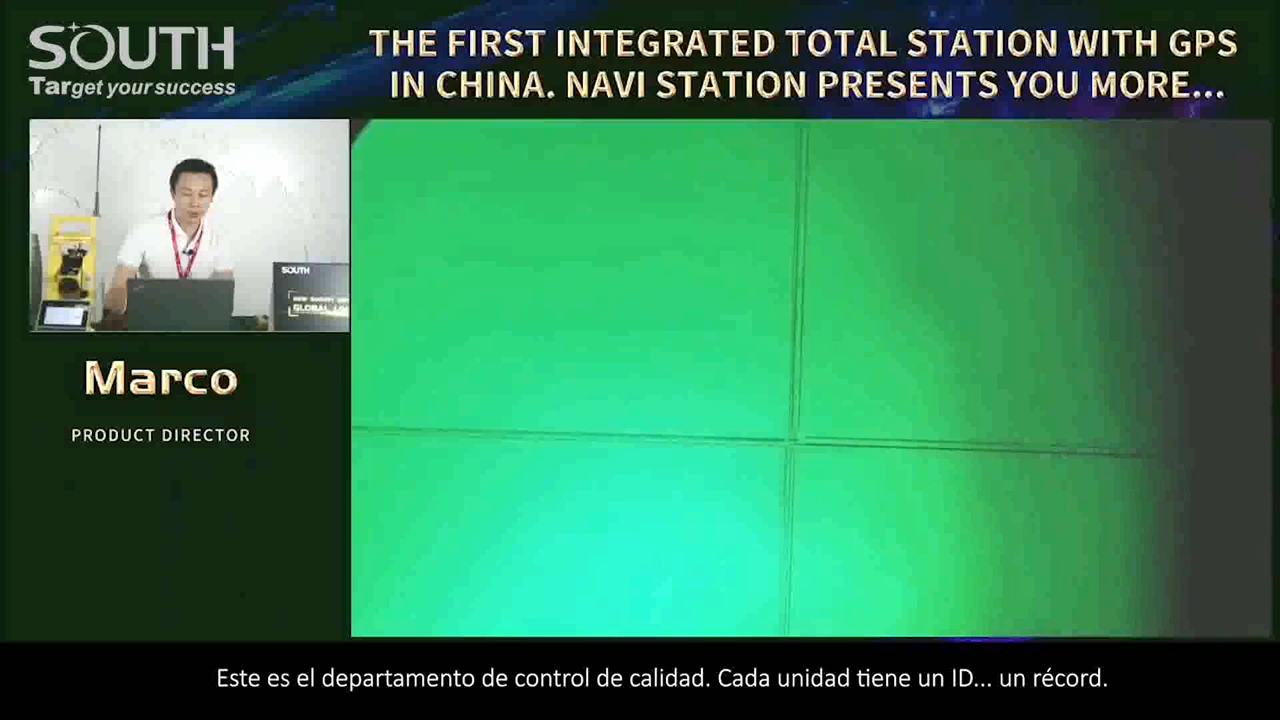 SOUTH
Target your success
THE FIRST INTEGRATED TOTAL STATION WITH GPS
IN CHINA. NAVI STATION PRESENTS YOU MORE...
SOUTH
Marco
PRODUCT DIRECTOR
Este es el departamento de control de calidad. Cada unidad tiene un ID... un récord.